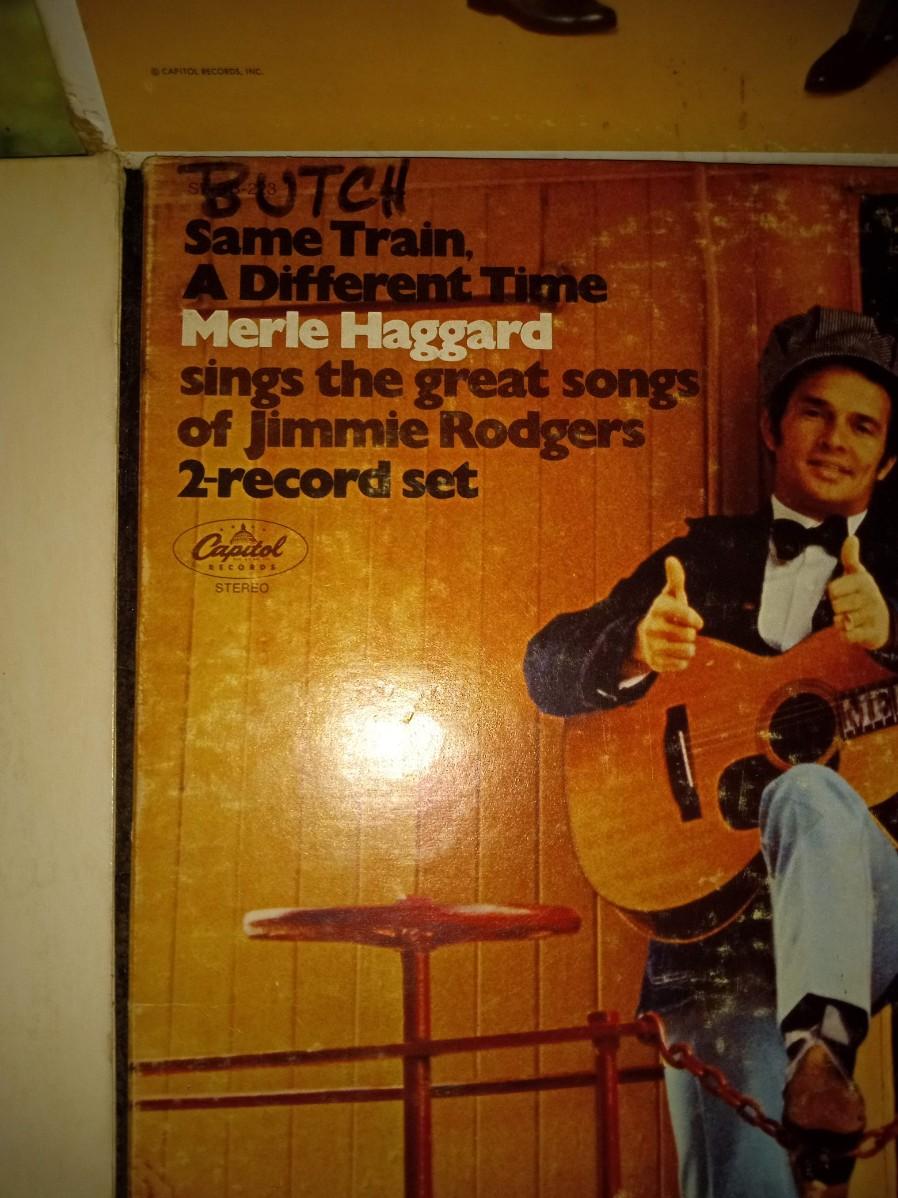 © CAPITOL RECORDS, INC.
BUTCH
Same Train,
A Different Time
Merle Haggard
sings the great songs
of Jimmie Rodgers
2-record set
Capitol
RECORDS
STEREO
ME